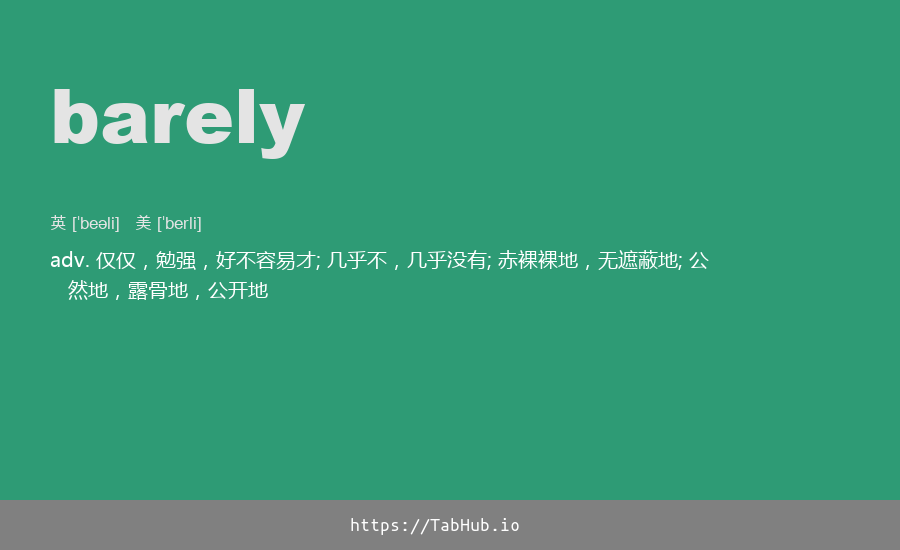 barely
英 [ˈbeəli] 美 [ˈberli]
adv. 仅仅，勉强，好不容易才; 几乎不，几乎没有; 赤裸裸地，无遮蔽地; 公
然地，露骨地，公开地
https://TabHub.io